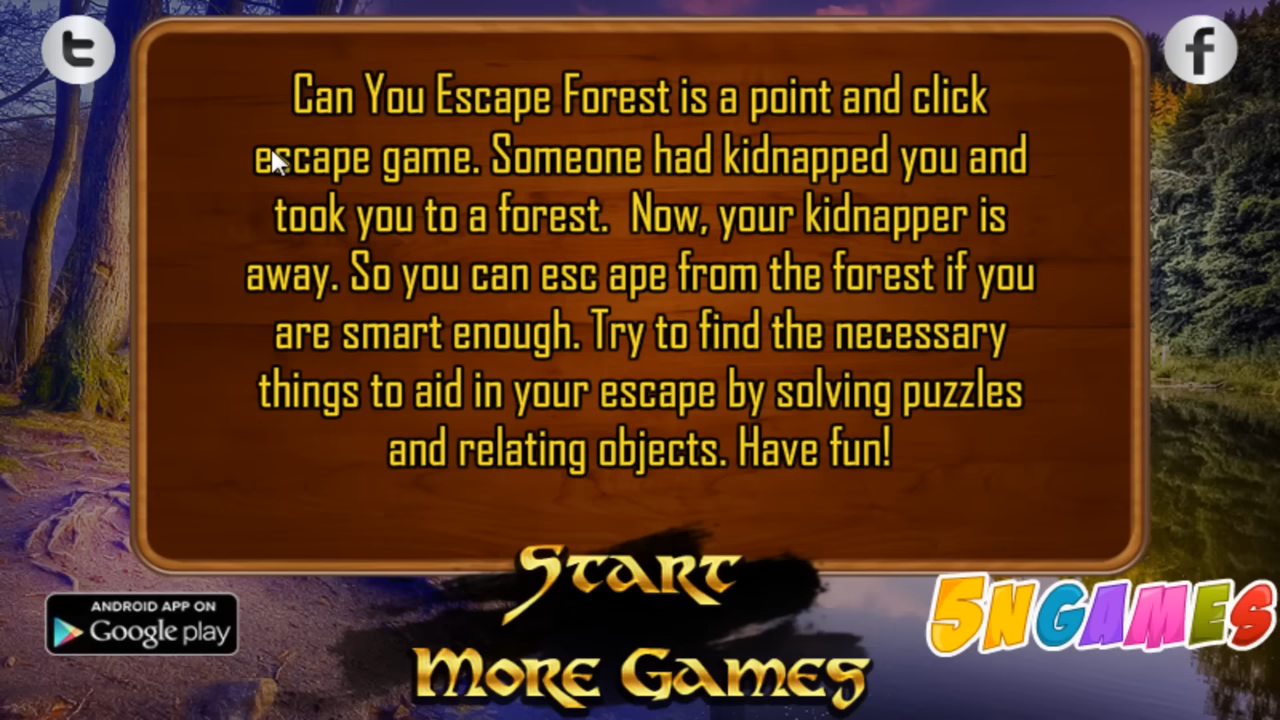 Can You Escape Forest is a point and click
escape game. Someone had kidnapped you and
took you to a forest. Now, your kidnapper is
away. So you can esc ape from the forest if you
are smart enough. Try to find the necessary
things to aid in your escape by solving puzzles
and relating objects. Have fun!
Start
More Games
ANDROID APP ON
Google play
5NGAMES
t
f